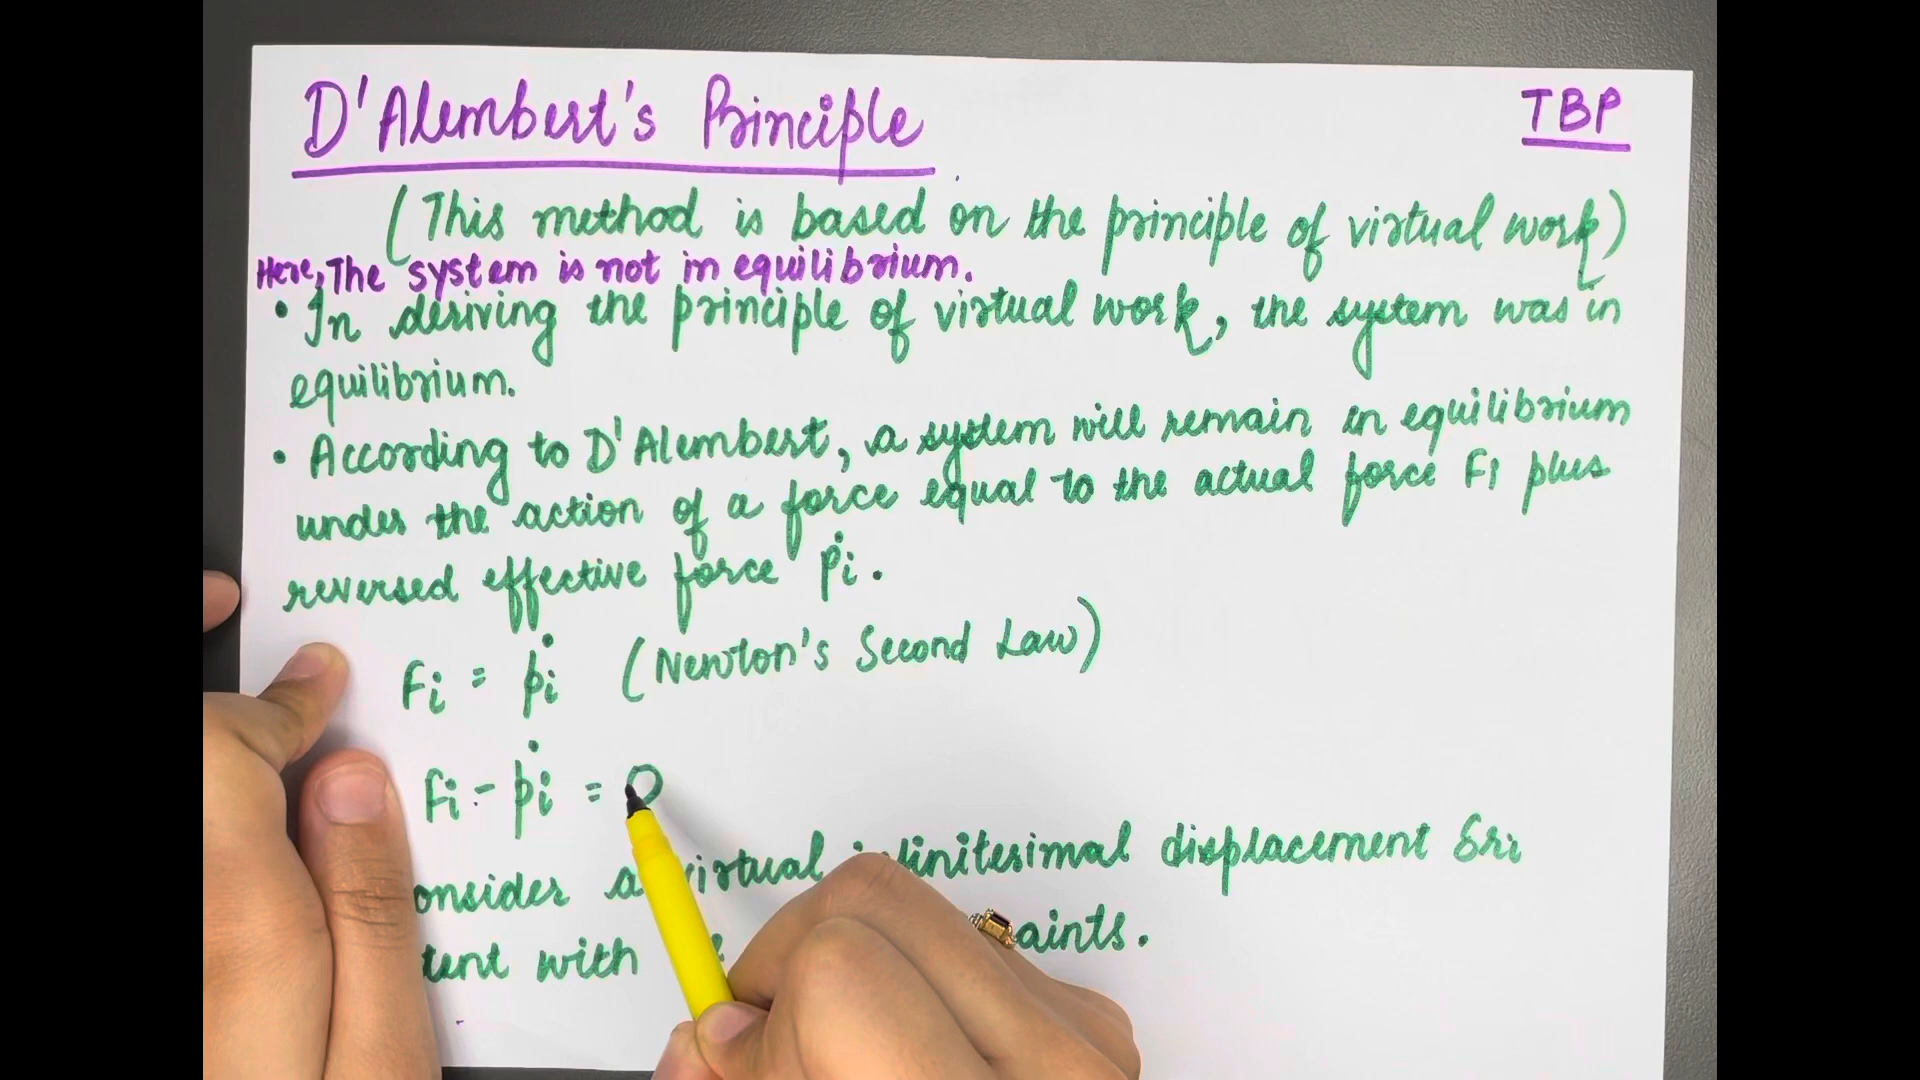 D'Alembert's Principle
TBP
(This method is based on the principle of virtual work)
Here, The system is not in equilibrium.
• In deriving the principle of virtual work, the system was in
equilibrium.
• According to D'Alembert, a system will remain in equilibrium
under the action of a force equal to the actual force Fi plus
reversed effective force ṗi.
Fi = ṗi (Newton's Second Law)
Fi - ṗi = 0
onsider a virtual infinitesimal displacement δri
tent with aints.